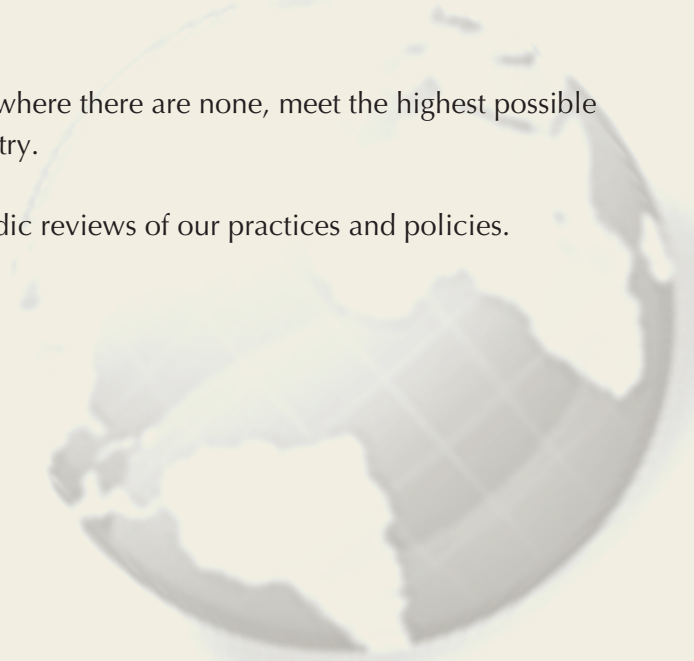 where there are none, meet the highest possible
try.
dic reviews of our practices and policies.